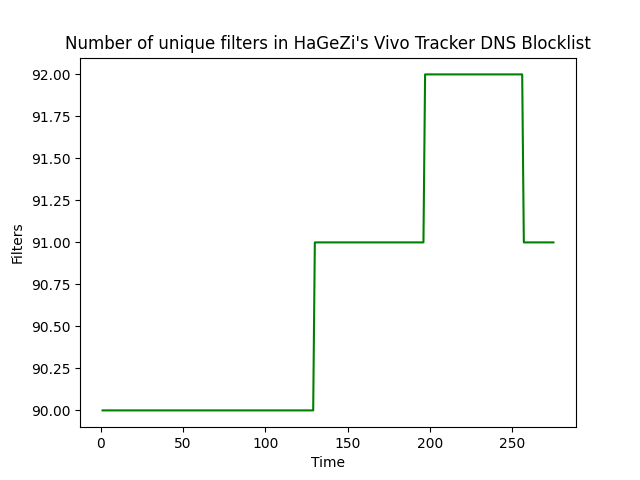 Number of unique filters in HaGeZi's Vivo Tracker DNS Blocklist
92.00
91.75
91.50
91.25
91.00
90.75
90.50
90.25
90.00
Filters
0 50 100 150 200 250
Time